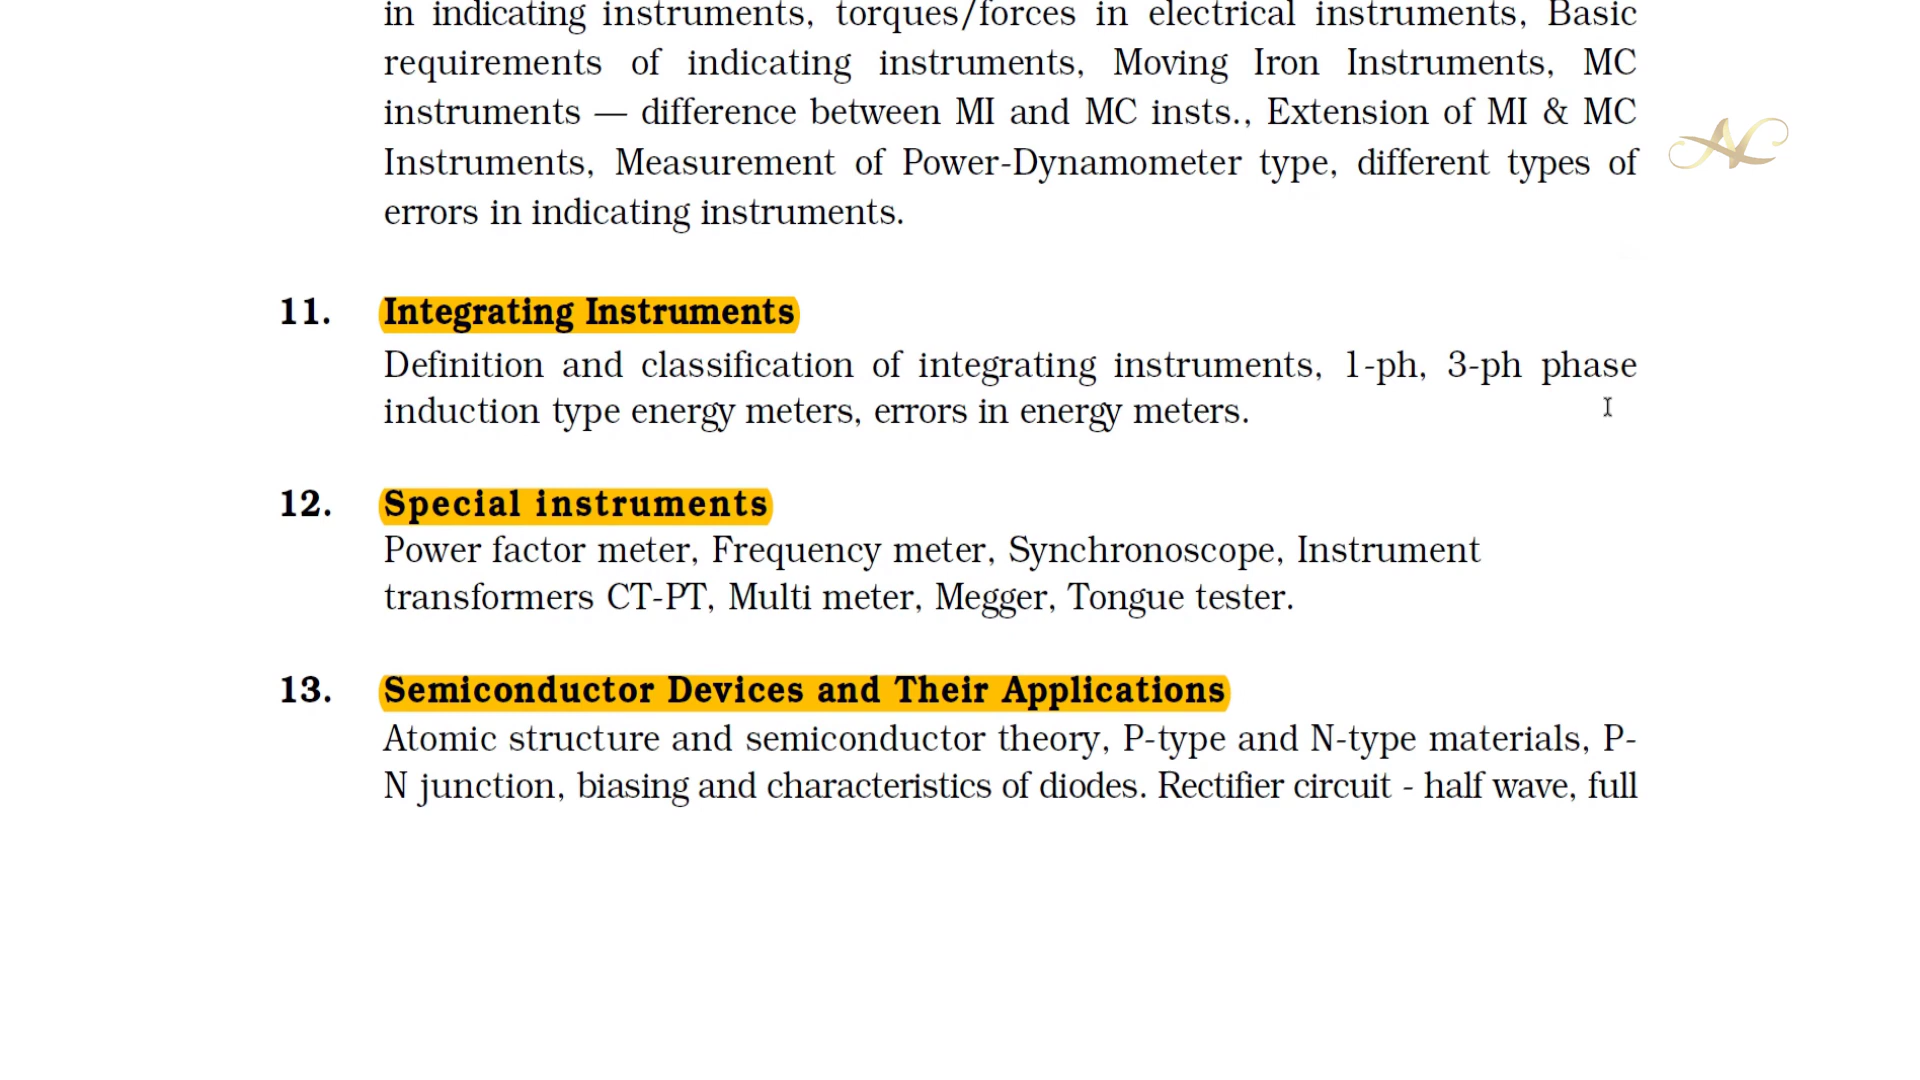 in indicating instruments, torques/forces in electrical instruments, Basic
requirements of indicating instruments, Moving Iron Instruments, MC
instruments — difference between MI and MC insts., Extension of MI & MC
Instruments, Measurement of Power-Dynamometer type, different types of
errors in indicating instruments.
AC
11. Integrating Instruments
Definition and classification of integrating instruments, 1-ph, 3-ph phase
induction type energy meters, errors in energy meters.
12. Special instruments
Power factor meter, Frequency meter, Synchronoscope, Instrument
transformers CT-PT, Multi meter, Megger, Tongue tester.
13. Semiconductor Devices and Their Applications
Atomic structure and semiconductor theory, P-type and N-type materials, P-
N junction, biasing and characteristics of diodes. Rectifier circuit - half wave, full